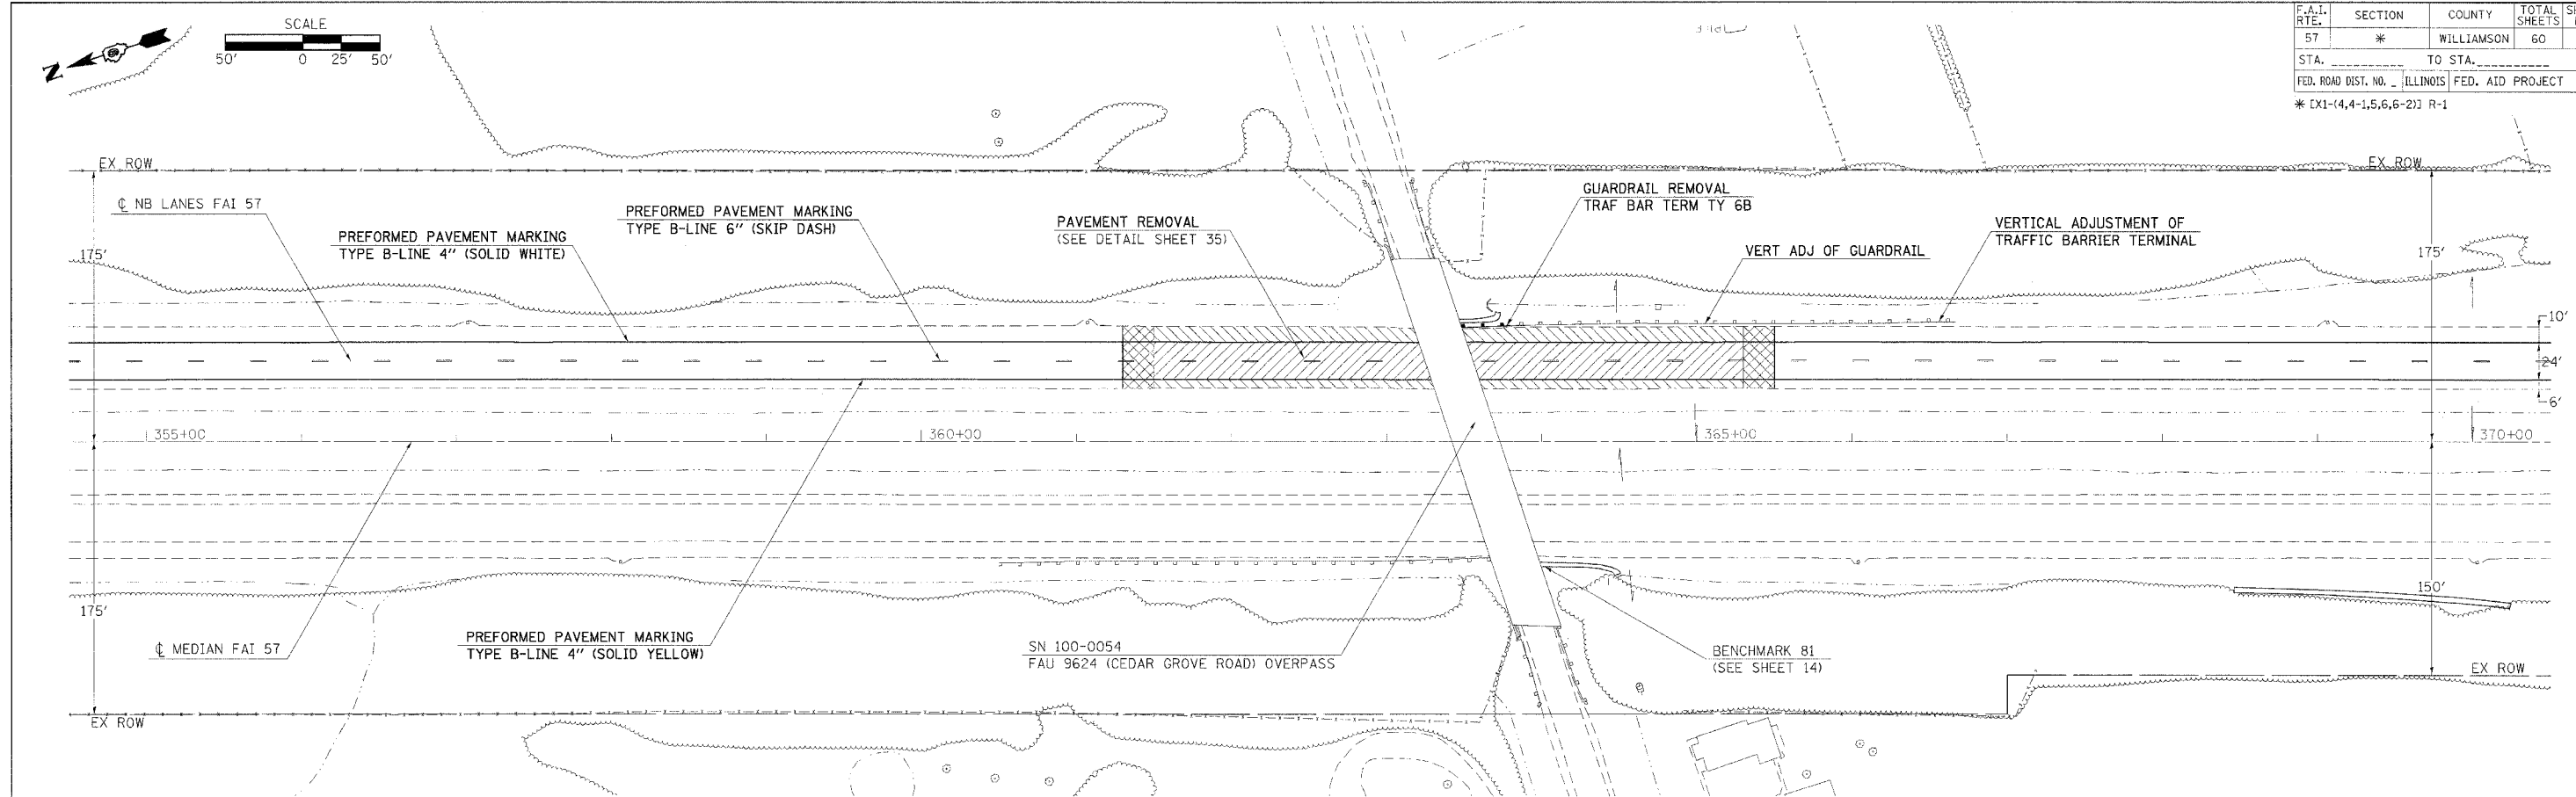 SCALE
50' 0 25' 50'
N
F.A.I. RTE. SECTION COUNTY TOTAL SHEETS
57 * WILLIAMSON 60
STA. __________ TO STA. __________
FED. ROAD DIST. NO. _ ILLINOIS FED. AID PROJECT
* [X1-(4,4-1,5,6,6-2)] R-1
EX ROW
EX ROW
℄ NB LANES FAI 57
PREFORMED PAVEMENT MARKING
TYPE B-LINE 4" (SOLID WHITE)
PREFORMED PAVEMENT MARKING
TYPE B-LINE 6" (SKIP DASH)
PAVEMENT REMOVAL
(SEE DETAIL SHEET 35)
GUARDRAIL REMOVAL
TRAF BAR TERM TY 6B
VERT ADJ OF GUARDRAIL
VERTICAL ADJUSTMENT OF
TRAFFIC BARRIER TERMINAL
175'
175'
10'
24'
6'
355+00
360+00
365+00
370+00
175'
150'
℄ MEDIAN FAI 57
PREFORMED PAVEMENT MARKING
TYPE B-LINE 4" (SOLID YELLOW)
SN 100-0054
FAU 9624 (CEDAR GROVE ROAD) OVERPASS
BENCHMARK 81
(SEE SHEET 14)
EX ROW
EX ROW